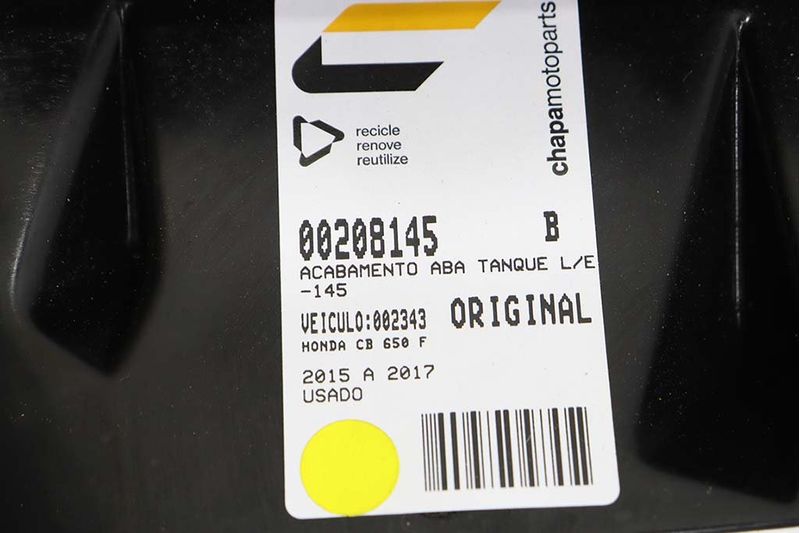 recicle
renove
reutilize
chapamotoparts
00208145 B
ACABAMENTO ABA TANQUE L/E
-145
VEICULO:002343 ORIGINAL
HONDA CB 650 F
2015 A 2017
USADO